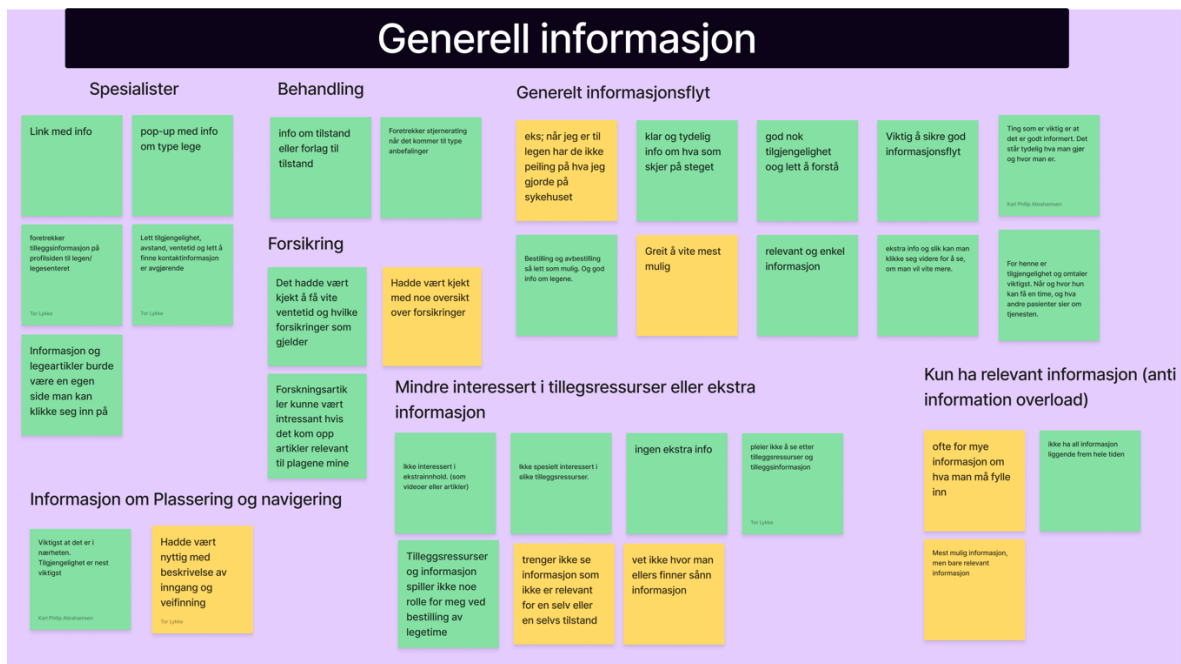 Generell informasjon
Spesialister
Link med info
pop-up med info
om type lege
foretrekker
tilleggsinformasjon på
profilsiden til legen/
legesenteret
Tor Lykke
Lett tilgjengelighet,
avstand, ventetid og lett å
finne kontaktinformasjon
er avgjørende
Tor Lykke
Informasjon og
legeartikler burde
være en egen
side man kan
klikke seg inn på
Behandling
info om tilstand
eller forlag til
tilstand
Foretrekker stjernerating
når det kommer til type
anbefalinger
Forsikring
Det hadde vært
kjekt å få vite
ventetid og hvilke
forsikringer som
gjelder
Hadde vært kjekt
med noe oversikt
over forsikringer
Forskningsartik
ler kunne vært
intressant hvis
det kom opp
artikler relevant
til plagene mine
Generelt informasjonsflyt
eks; når jeg er til
legen har de ikke
peiling på hva jeg
gjorde på
sykehuset
klar og tydelig
info om hva som
skjer på steget
god nok
tilgjengelighet
oog lett å forstå
Viktig å sikre god
informasjonsflyt
Ting som er viktig er at
det er godt informert. Det
står tydelig hva man gjør
og hvor man er.
Karl Philip Abrahamsen
Bestilling og avbestilling
så lett som mulig. Og god
info om legene.
Greit å vite mest
mulig
relevant og enkel
informasjon
ekstra info og slik kan man
klikke seg videre for å se,
om man vil vite mere.
For henne er
tilgjengelighet og omtaler
viktigst. Når og hvor hun
kan få en time, og hva
andre pasienter sier om
tjenesten.
Mindre interessert i tillegsressurser eller ekstra
informasjon
Ikke interessert i
ekstrainnhold. (som
videoer eller artikler)
Ikke spesielt interessert i
slike tilleggsressurser.
ingen ekstra info
pleier ikke å se etter
tilleggsressurser og
tilleggsinformasjon
Tor Lykke
Tilleggsressurser
og informasjon
spiller ikke noe
rolle for meg ved
bestilling av
legetime
trenger ikke se
informasjon som
ikke er relevant
for en selv eller
en selvs tilstand
vet ikke hvor man
ellers finner sånn
informasjon
Kun ha relevant informasjon (anti
information overload)
ofte for mye
informasjon om
hva man må fylle
inn
ikke ha all informasjon
liggende frem hele tiden
Mest mulig informasjon,
men bare relevant
informasjon
Informasjon om Plassering og navigering
Viktigst at det er i
nærheten.
Tilgjengelighet er nest
viktigst
Karl Philip Abrahamsen
Hadde vært
nyttig med
beskrivelse av
inngang og
veifinning
Tor Lykke